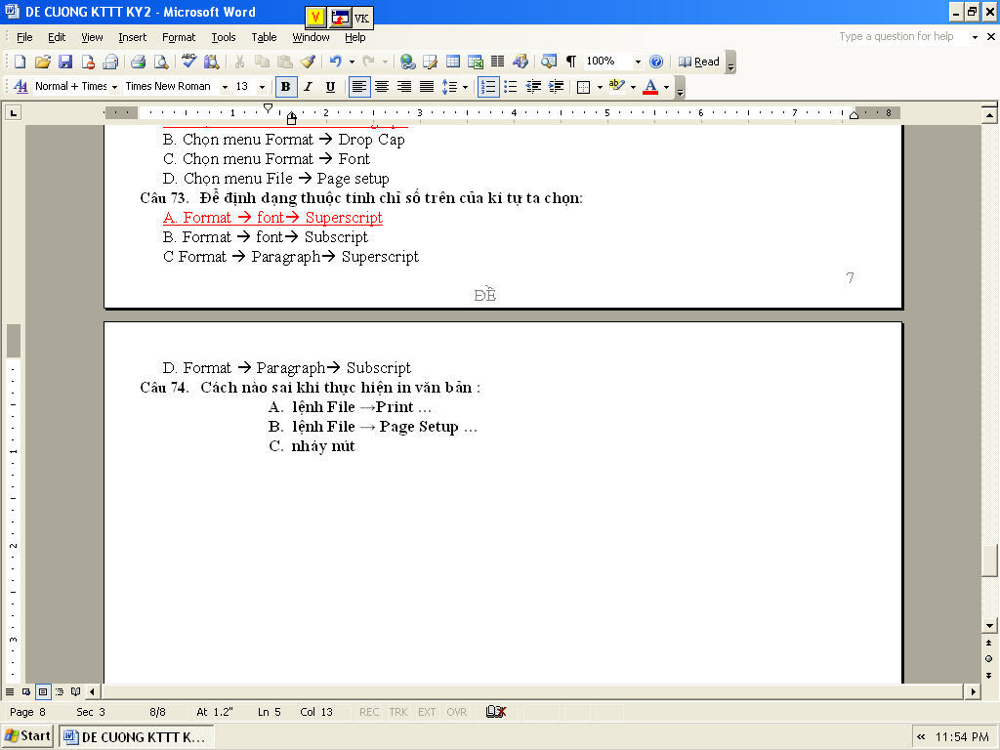 DE CUONG KTTT KY2 - Microsoft Word
V VK
File Edit View Insert Format Tools Table Window Help Type a question for help
100% Read
Normal + Times Times New Roman 13 B I U
1 2 3 4 5 6 7 8
B. Chọn menu Format → Drop Cap
C. Chọn menu Format → Font
D. Chọn menu File → Page setup
Câu 73. Để định dạng thuộc tính chỉ số trên của kí tự ta chọn:
A. Format → font→ Superscript
B. Format → font→ Subscript
C Format → Paragraph→ Superscript
7
ĐỀ
D. Format → Paragraph→ Subscript
Câu 74. Cách nào sai khi thực hiện in văn bản :
A. lệnh File →Print …
B. lệnh File → Page Setup …
C. nháy nút
1
2
3
Page 8 Sec 3 8/8 At 1.2" Ln 5 Col 13 REC TRK EXT OVR
Start DE CUONG KTTT K... « 11:54 PM